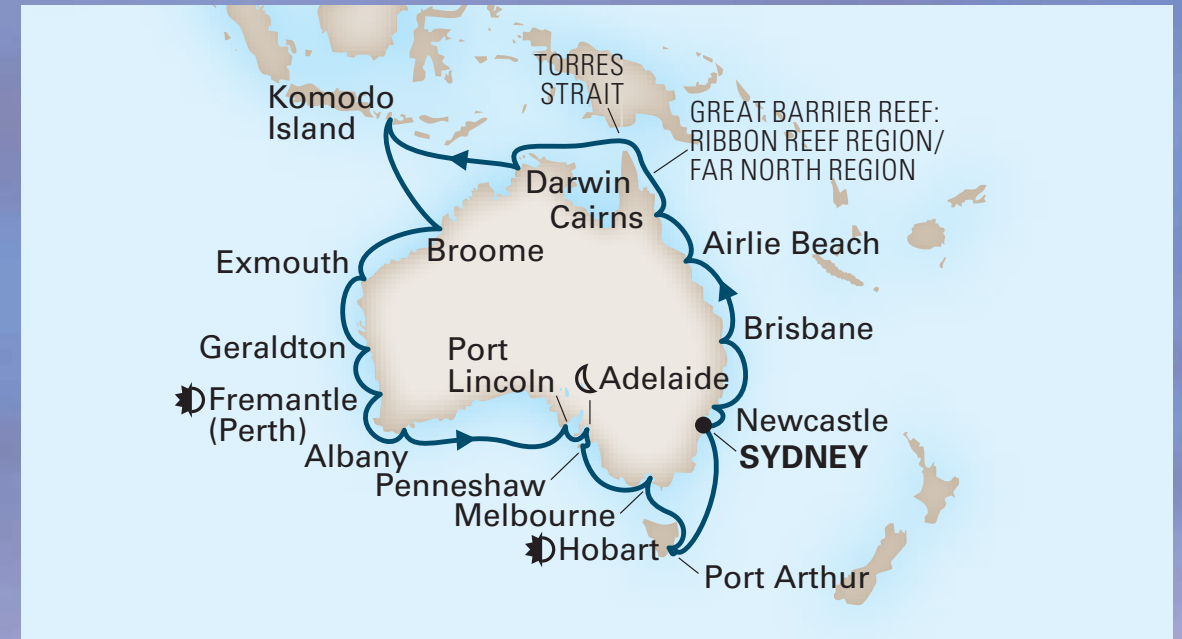 TORRES
STRAIT
Komodo
Island
GREAT BARRIER REEF:
RIBBON REEF REGION/
FAR NORTH REGION
Darwin
Cairns
Airlie Beach
Broome
Exmouth
Brisbane
Geraldton
Port
Lincoln
Adelaide
Fremantle
(Perth)
Newcastle
SYDNEY
Albany
Penneshaw
Melbourne
Hobart
Port Arthur